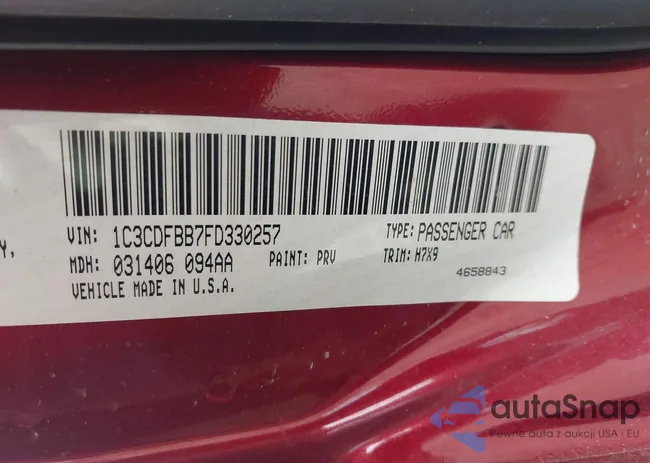 Y,
VIN: 1C3CDFBB7FD330257 TYPE: PASSENGER CAR
MDH: 031406 094AA PAINT: PRV TRIM: H7X9
VEHICLE MADE IN U.S.A. 4658843
autaSnap
Pewne auta z aukcji USA i EU